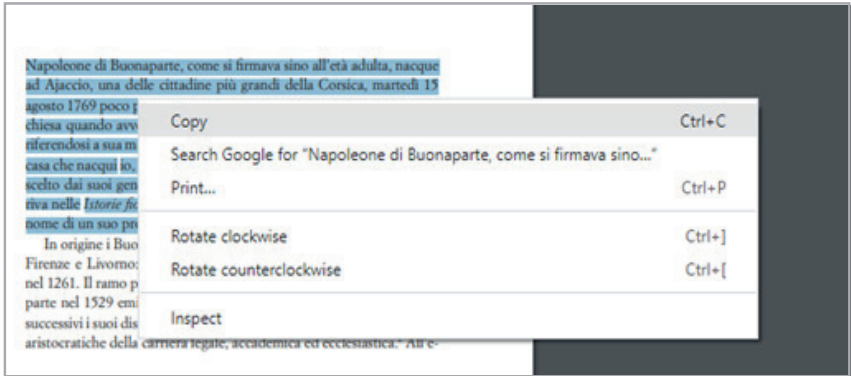 Napoleone di Buonaparte, come si firmava sino all'età adulta, nacque
ad Ajaccio, una delle cittadine più grandi della Corsica, martedì 15
agosto 1769 poco
chiesa quando
riferendosi a sua
casa che nacqui io,
scelto dai suoi
riva nelle Istorie
nome di un suo
In origine i
Firenze e Livorno:
nel 1261. Il ramo
parte nel 1529
successivi i suoi
aristocratiche della carriera legale, accademica ed ecclesiastica. All'e-
Copy Ctrl+C
Search Google for “Napoleone di Buonaparte, come si firmava sino...”
Print... Ctrl+P
Rotate clockwise Ctrl+]
Rotate counterclockwise Ctrl+[
Inspect